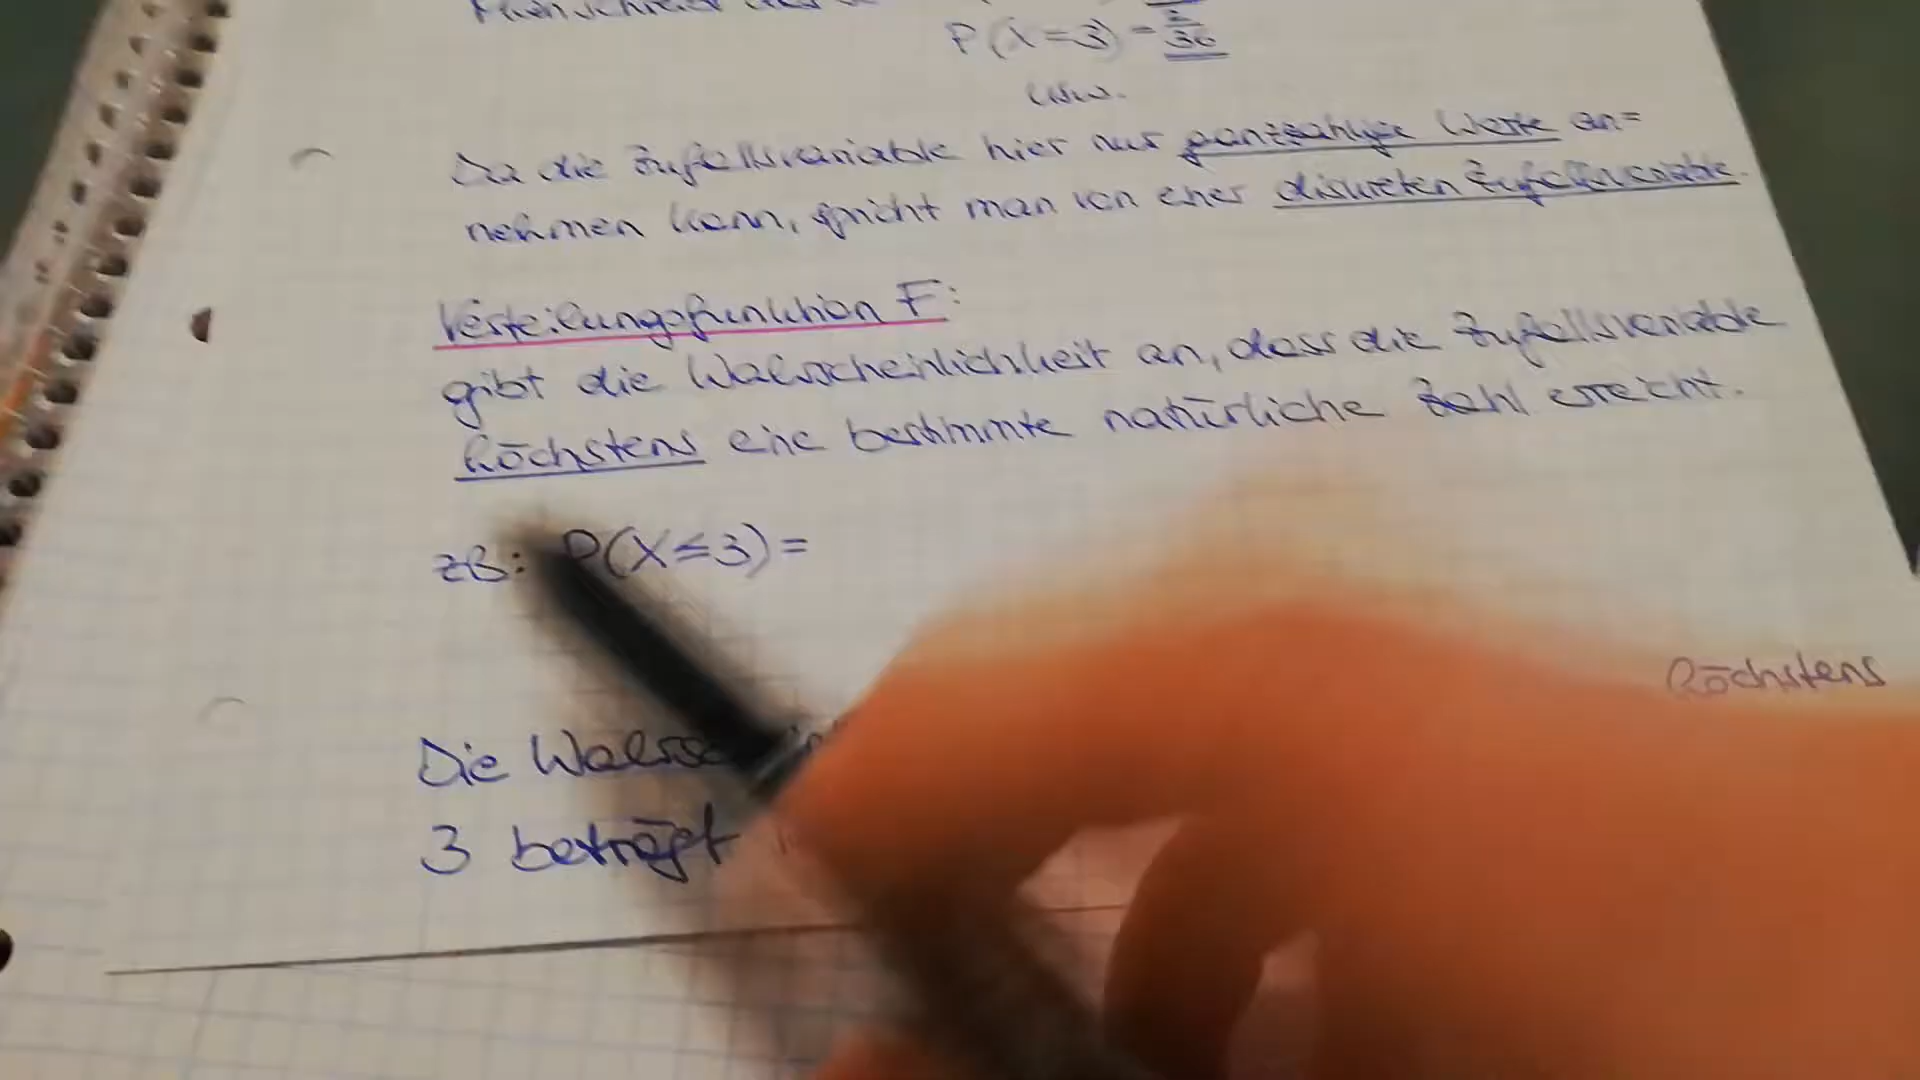 P(X=3) = 2/36
usw.
Da die Zufallsvariable hier nur ganzzahlige Werte an=
nehmen kann, spricht man von einer diskreten Zufallsvariable.
Verteilungsfunktion F:
gibt die Wahrscheinlichkeit an, dass die Zufallsvariable
höchstens eine bestimmte natürliche Zahl erreicht.
zB: P(X≤3)=
höchstens
Die
3 beträgt